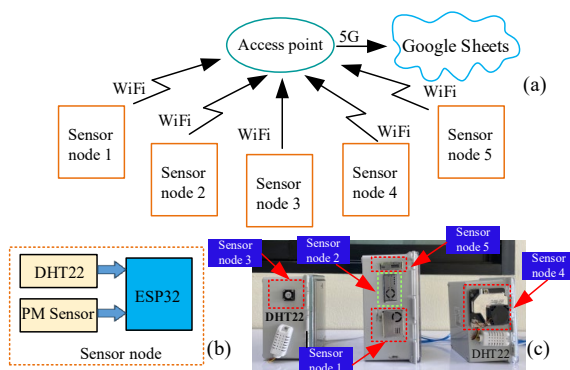 Access point
5G
Google Sheets
(a)
WiFi
WiFi
WiFi
WiFi
WiFi
Sensor
node 1
Sensor
node 2
Sensor
node 3
Sensor
node 4
Sensor
node 5
DHT22
PM Sensor
ESP32
Sensor node
(b)
Sensor
node 3
Sensor
node 2
Sensor
node 5
Sensor
node 4
DHT22
Sensor
node 1
DHT22
(c)